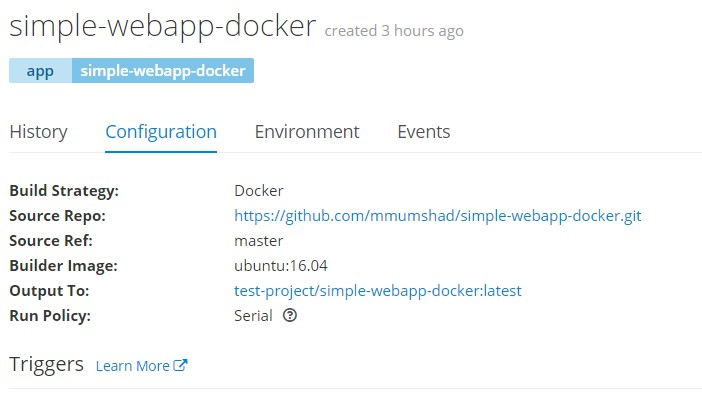 simple-webapp-docker created 3 hours ago
app simple-webapp-docker
History Configuration Environment Events
Build Strategy: Docker
Source Repo: https://github.com/mmumshad/simple-webapp-docker.git
Source Ref: master
Builder Image: ubuntu:16.04
Output To: test-project/simple-webapp-docker:latest
Run Policy: Serial ?
Triggers Learn More